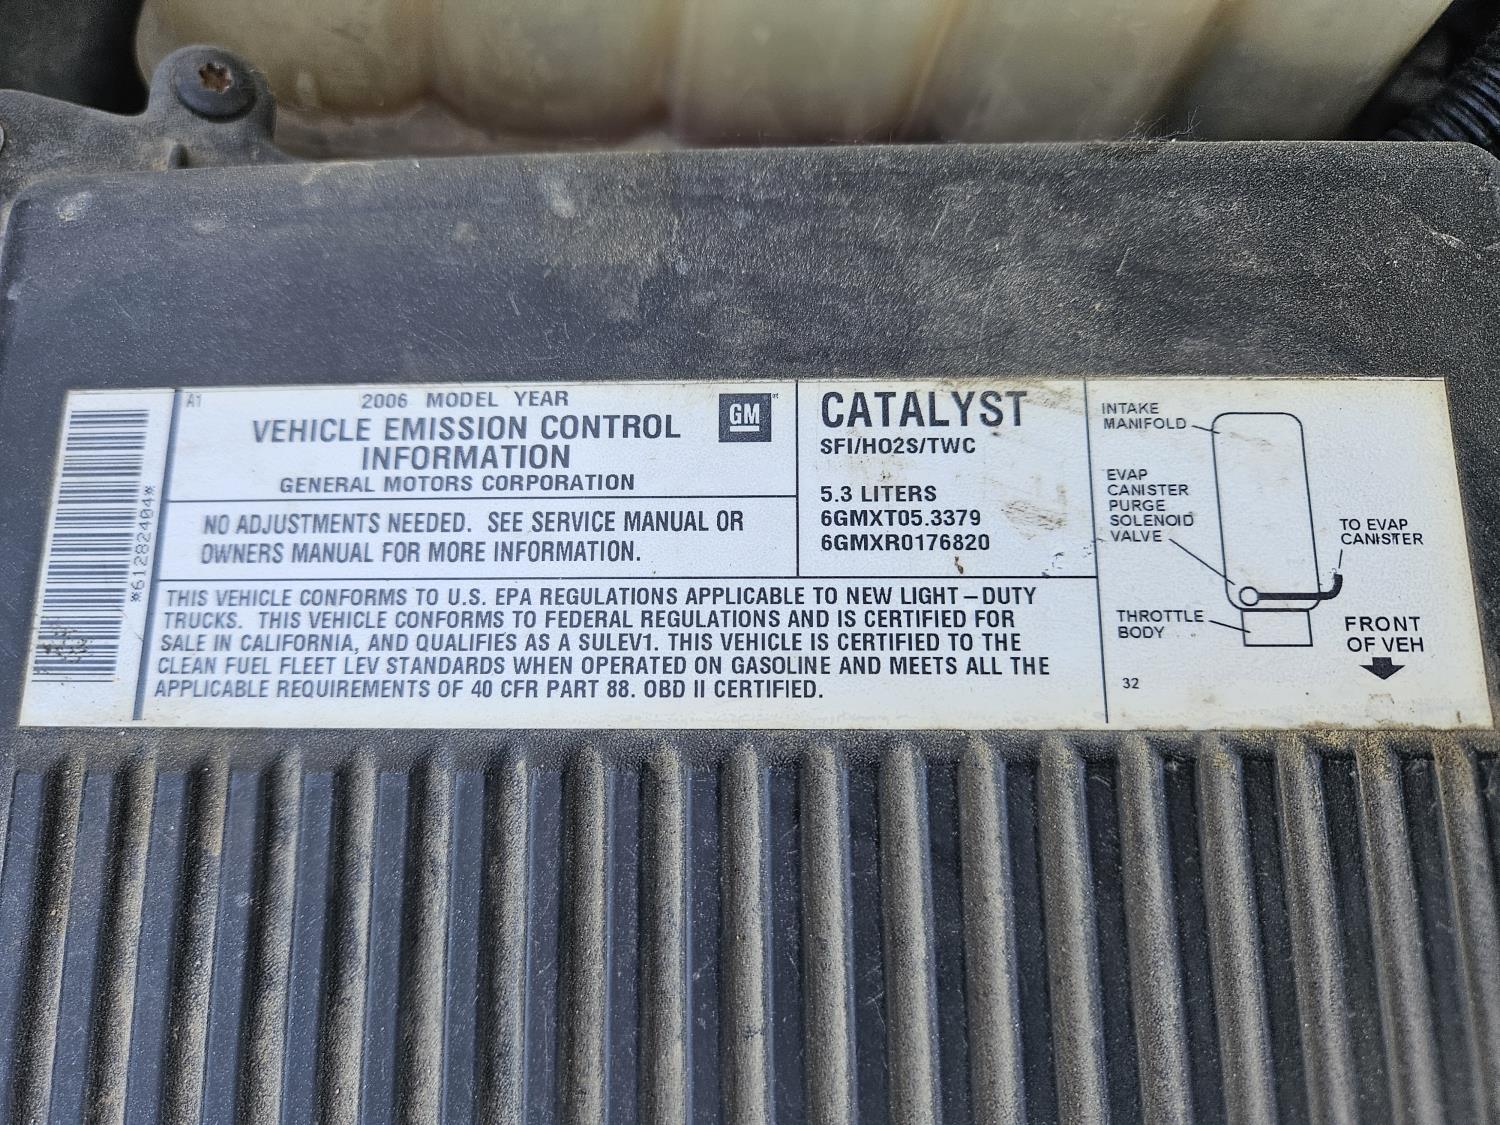 A1
2006 MODEL YEAR
VEHICLE EMISSION CONTROL
INFORMATION
GENERAL MOTORS CORPORATION
GM
NO ADJUSTMENTS NEEDED. SEE SERVICE MANUAL OR
OWNERS MANUAL FOR MORE INFORMATION.
*61282404*
CATALYST
SFI/HO2S/TWC
5.3 LITERS
6GMXT05.3379
6GMXR0176820
THIS VEHICLE CONFORMS TO U.S. EPA REGULATIONS APPLICABLE TO NEW LIGHT-DUTY
TRUCKS. THIS VEHICLE CONFORMS TO FEDERAL REGULATIONS AND IS CERTIFIED FOR
SALE IN CALIFORNIA, AND QUALIFIES AS A SULEV1. THIS VEHICLE IS CERTIFIED TO THE
CLEAN FUEL FLEET LEV STANDARDS WHEN OPERATED ON GASOLINE AND MEETS ALL THE
APPLICABLE REQUIREMENTS OF 40 CFR PART 88. OBD II CERTIFIED.
INTAKE
MANIFOLD
EVAP
CANISTER
PURGE
SOLENOID
VALVE
TO EVAP
CANISTER
THROTTLE
BODY
FRONT
OF VEH
32